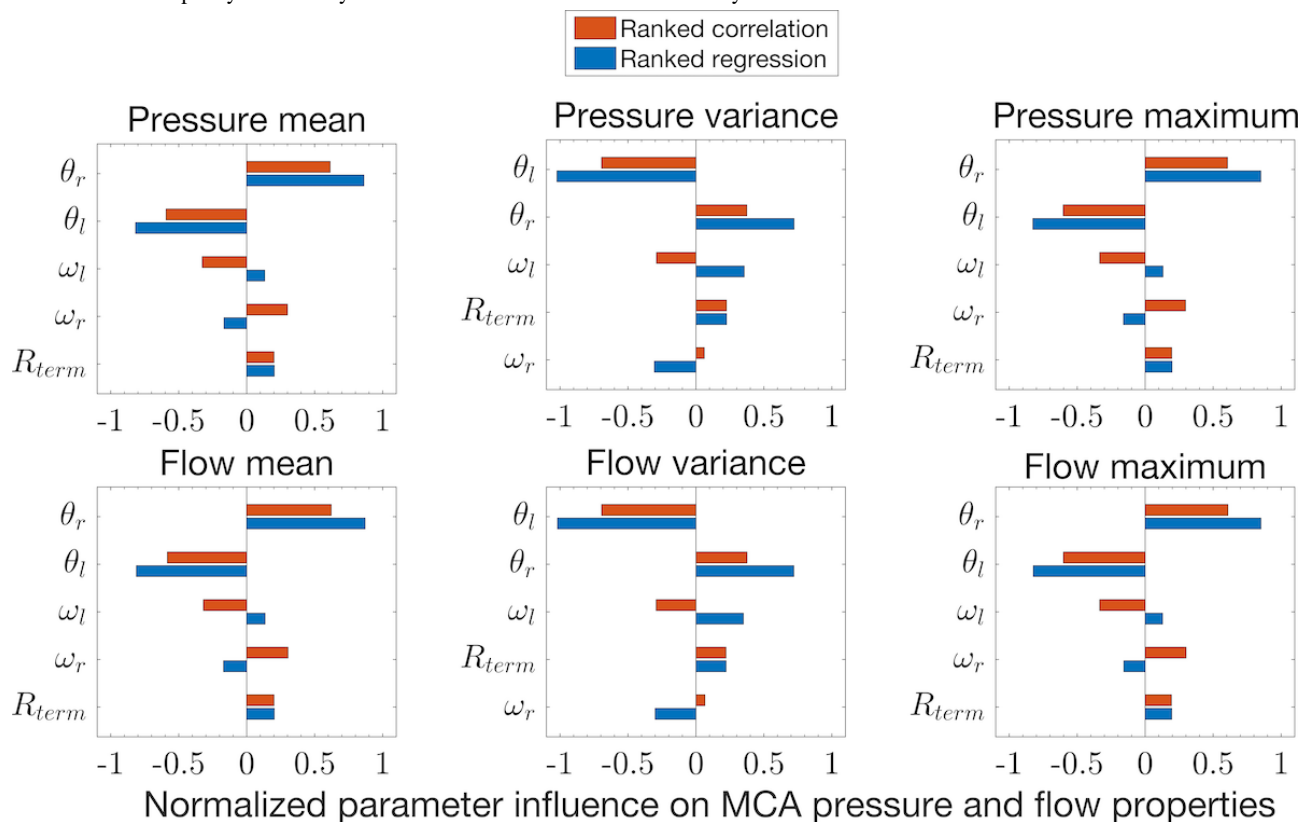 Ranked correlation
Ranked regression
Pressure mean
θr
θl
ωl
ωr
Rterm
-1 -0.5 0 0.5 1
Pressure variance
θl
θr
ωl
Rterm
ωr
-1 -0.5 0 0.5 1
Pressure maximum
θr
θl
ωl
ωr
Rterm
-1 -0.5 0 0.5 1
Flow mean
θr
θl
ωl
ωr
Rterm
-1 -0.5 0 0.5 1
Flow variance
θl
θr
ωl
Rterm
ωr
-1 -0.5 0 0.5 1
Flow maximum
θr
θl
ωl
ωr
Rterm
-1 -0.5 0 0.5 1
Normalized parameter influence on MCA pressure and flow properties